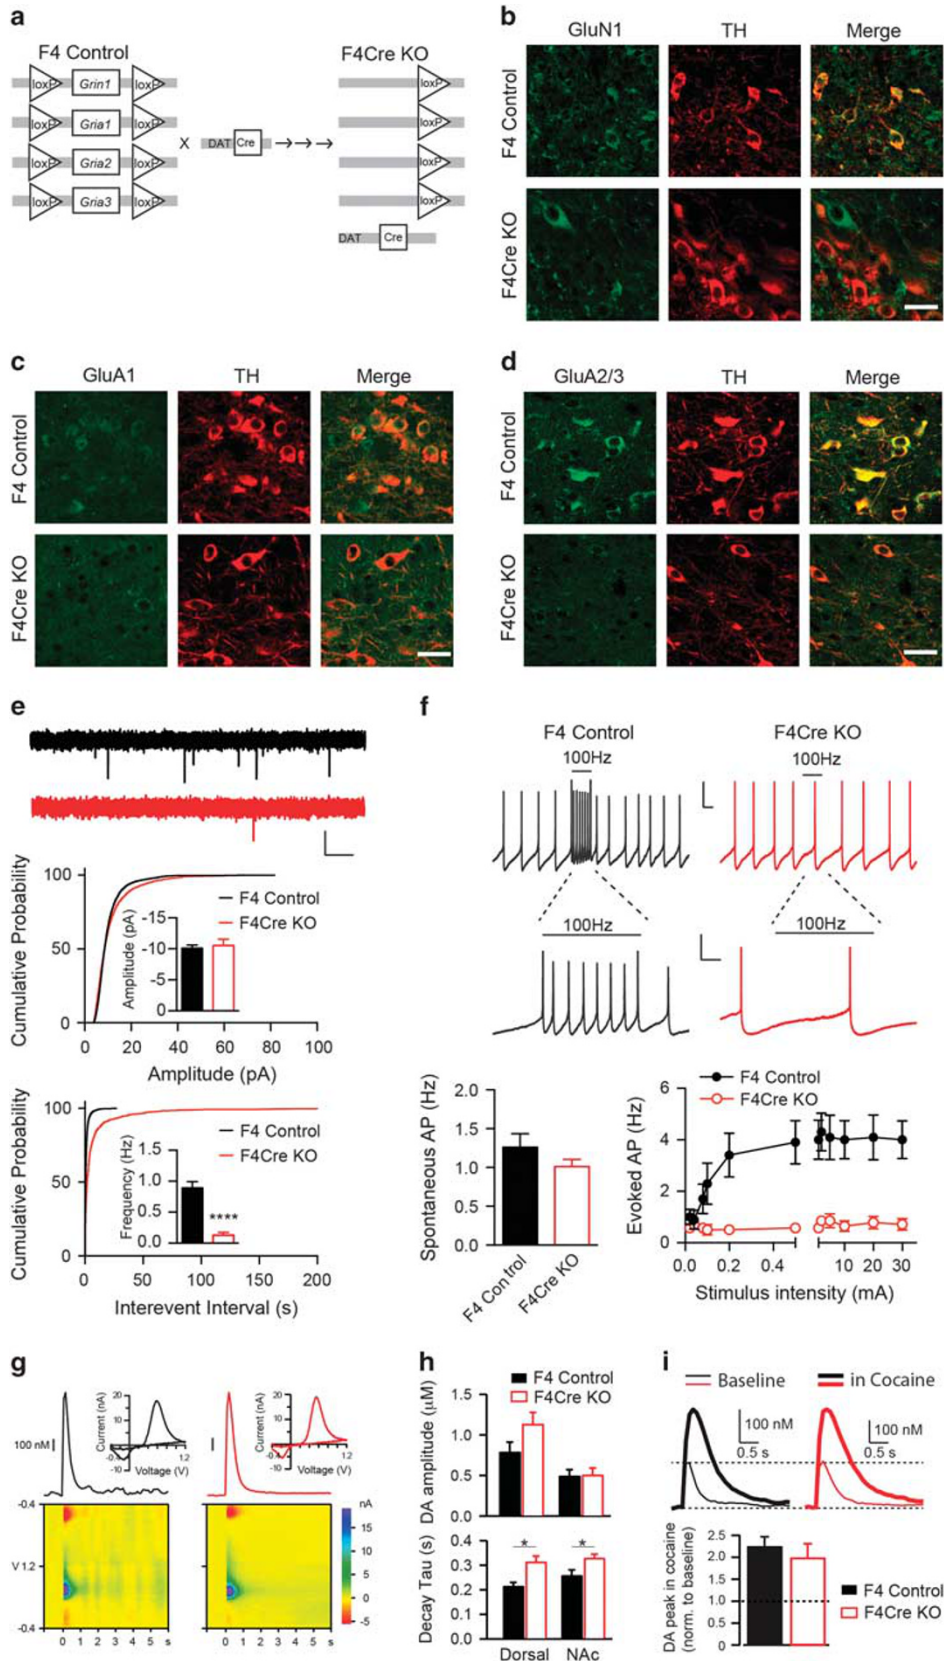 a
F4 Control
F4Cre KO
loxP Grin1 loxP
loxP
loxP Gria1 loxP
loxP
X DAT Cre
loxP Gria2 loxP
loxP
loxP Gria3 loxP
loxP
DAT Cre
b
GluN1 TH Merge
F4 Control
F4Cre KO
c
GluA1 TH Merge
F4 Control
F4Cre KO
d
GluA2/3 TH Merge
F4 Control
F4Cre KO
e
Cumulative Probability
100
50
0
0 20 40 60 80 100
Amplitude (pA)
F4 Control
F4Cre KO
Amplitude (pA)
-15
-10
-5
0
Cumulative Probability
100
50
0
0 50 100 150 200
Interevent Interval (s)
F4 Control
F4Cre KO
Frequency (Hz)
1.5
1.0
0.5
0.0
****
f
F4 Control
100Hz
F4Cre KO
100Hz
100Hz
100Hz
Spontaneous AP (Hz)
2.0
1.5
1.0
0.5
0.0
F4 Control
F4Cre KO
Evoked AP (Hz)
6
4
2
0
F4 Control
F4Cre KO
0.0 0.2 0.4 10 20 30
Stimulus intensity (mA)
g
100 nM
Current (nA)
20
10
-10
-0.4
1.2
Voltage (V)
Current (nA)
20
10
-10
-0.4
1.2
Voltage (V)
-0.4
V 1.2
-0.4
0 1 2 3 4 5 s
0 1 2 3 4 5 s
nA
15
10
5
0
-5
h
F4 Control
F4Cre KO
DA amplitude (µM)
1.5
1.0
0.5
0.0
Decay Tau (s)
0.4
0.3
0.2
0.1
0.0
* *
Dorsal NAc
i
Baseline
in Cocaine
100 nM
0.5 s
100 nM
0.5 s
DA peak in cocaine
(norm. to baseline)
2.5
2.0
1.5
1.0
0.5
0
F4 Control
F4Cre KO